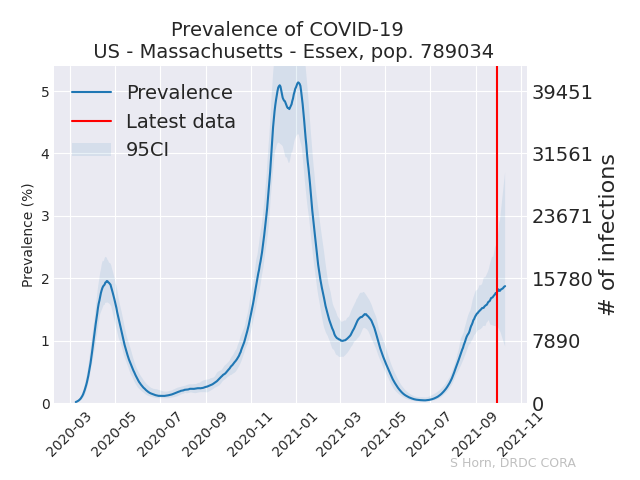 Prevalence of COVID-19
US - Massachusetts - Essex, pop. 789034
Prevalence
Latest data
95CI
Prevalence (%)
5
4
3
2
1
0
39451
31561
23671
15780
7890
0
# of infections
2020-03
2020-05
2020-07
2020-09
2020-11
2021-01
2021-03
2021-05
2021-07
2021-09
2021-11
S Horn, DRDC CORA